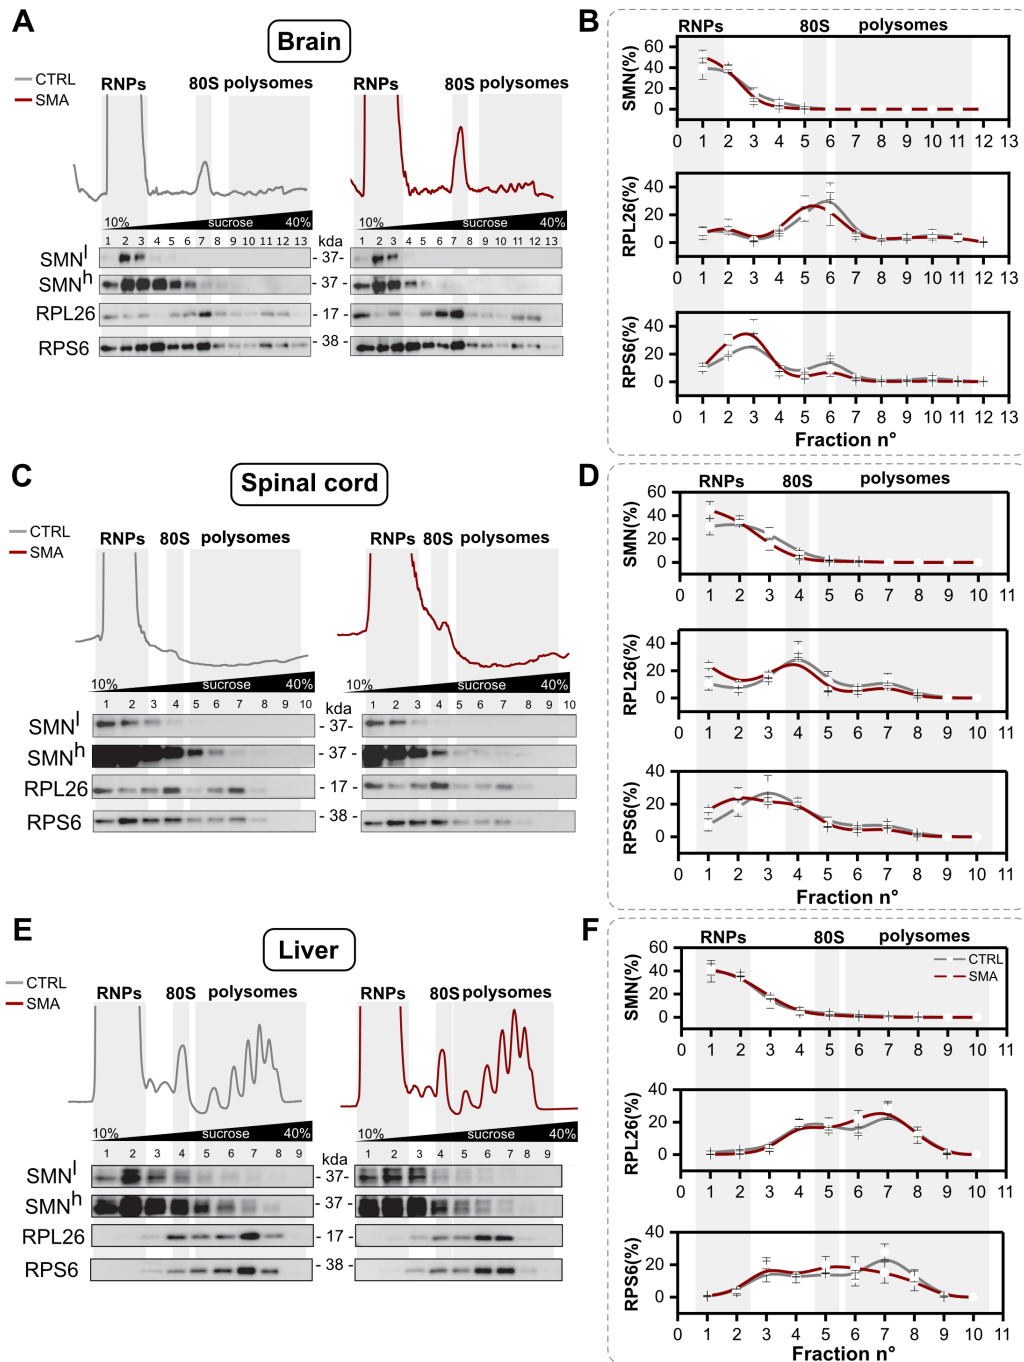 A
Brain
CTRL
SMA
RNPs 80S polysomes
RNPs 80S polysomes
10% sucrose 40%
10% sucrose 40%
1 2 3 4 5 6 7 8 9 10 11 12 13 kda 1 2 3 4 5 6 7 8 9 10 11 12 13
SMNl - 37-
SMNh - 37 -
RPL26 - 17 -
RPS6 38 -
B
RNPs 80S polysomes
SMN(%)
60
40
20
0
0 1 2 3 4 5 6 7 8 9 10 11 12 13
RPL26(%)
40
20
0
0 1 2 3 4 5 6 7 8 9 10 11 12 13
RPS6(%)
40
20
0
0 1 2 3 4 5 6 7 8 9 10 11 12 13
Fraction n°
C
Spinal cord
CTRL
SMA
RNPs 80S polysomes
RNPs 80S polysomes
10% sucrose 40%
10% sucrose 40%
1 2 3 4 5 6 7 8 9 10 kda 1 2 3 4 5 6 7 8 9 10
SMNl - 37-
SMNh - 37 -
RPL26 - 17 -
RPS6 - 38 -
D
RNPs 80S polysomes
SMN(%)
60
40
20
0
0 1 2 3 4 5 6 7 8 9 10 11
RPL26(%)
40
20
0
0 1 2 3 4 5 6 7 8 9 10 11
RPS6(%)
40
20
0
0 1 2 3 4 5 6 7 8 9 10 11
Fraction n°
E
Liver
CTRL
SMA
RNPs 80S polysomes
RNPs 80S polysomes
10% sucrose 40%
10% sucrose 40%
1 2 3 4 5 6 7 8 9 kda 1 2 3 4 5 6 7 8 9
SMNl - 37-
SMNh - 37 -
RPL26 - 17 -
RPS6 - 38 -
F
RNPs 80S polysomes
CTRL
SMA
SMN(%)
60
40
20
0
0 1 2 3 4 5 6 7 8 9 10 11
RPL26(%)
40
20
0
0 1 2 3 4 5 6 7 8 9 10 11
RPS6(%)
40
20
0
0 1 2 3 4 5 6 7 8 9 10 11
Fraction n°